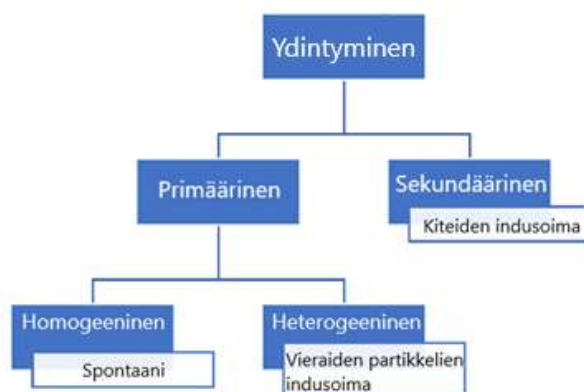 Ydintyminen
Primäärinen
Sekundäärinen
Kiteiden indusoima
Homogeeninen
Spontaani
Heterogeeninen
Vieraiden partikkelien
indusoima